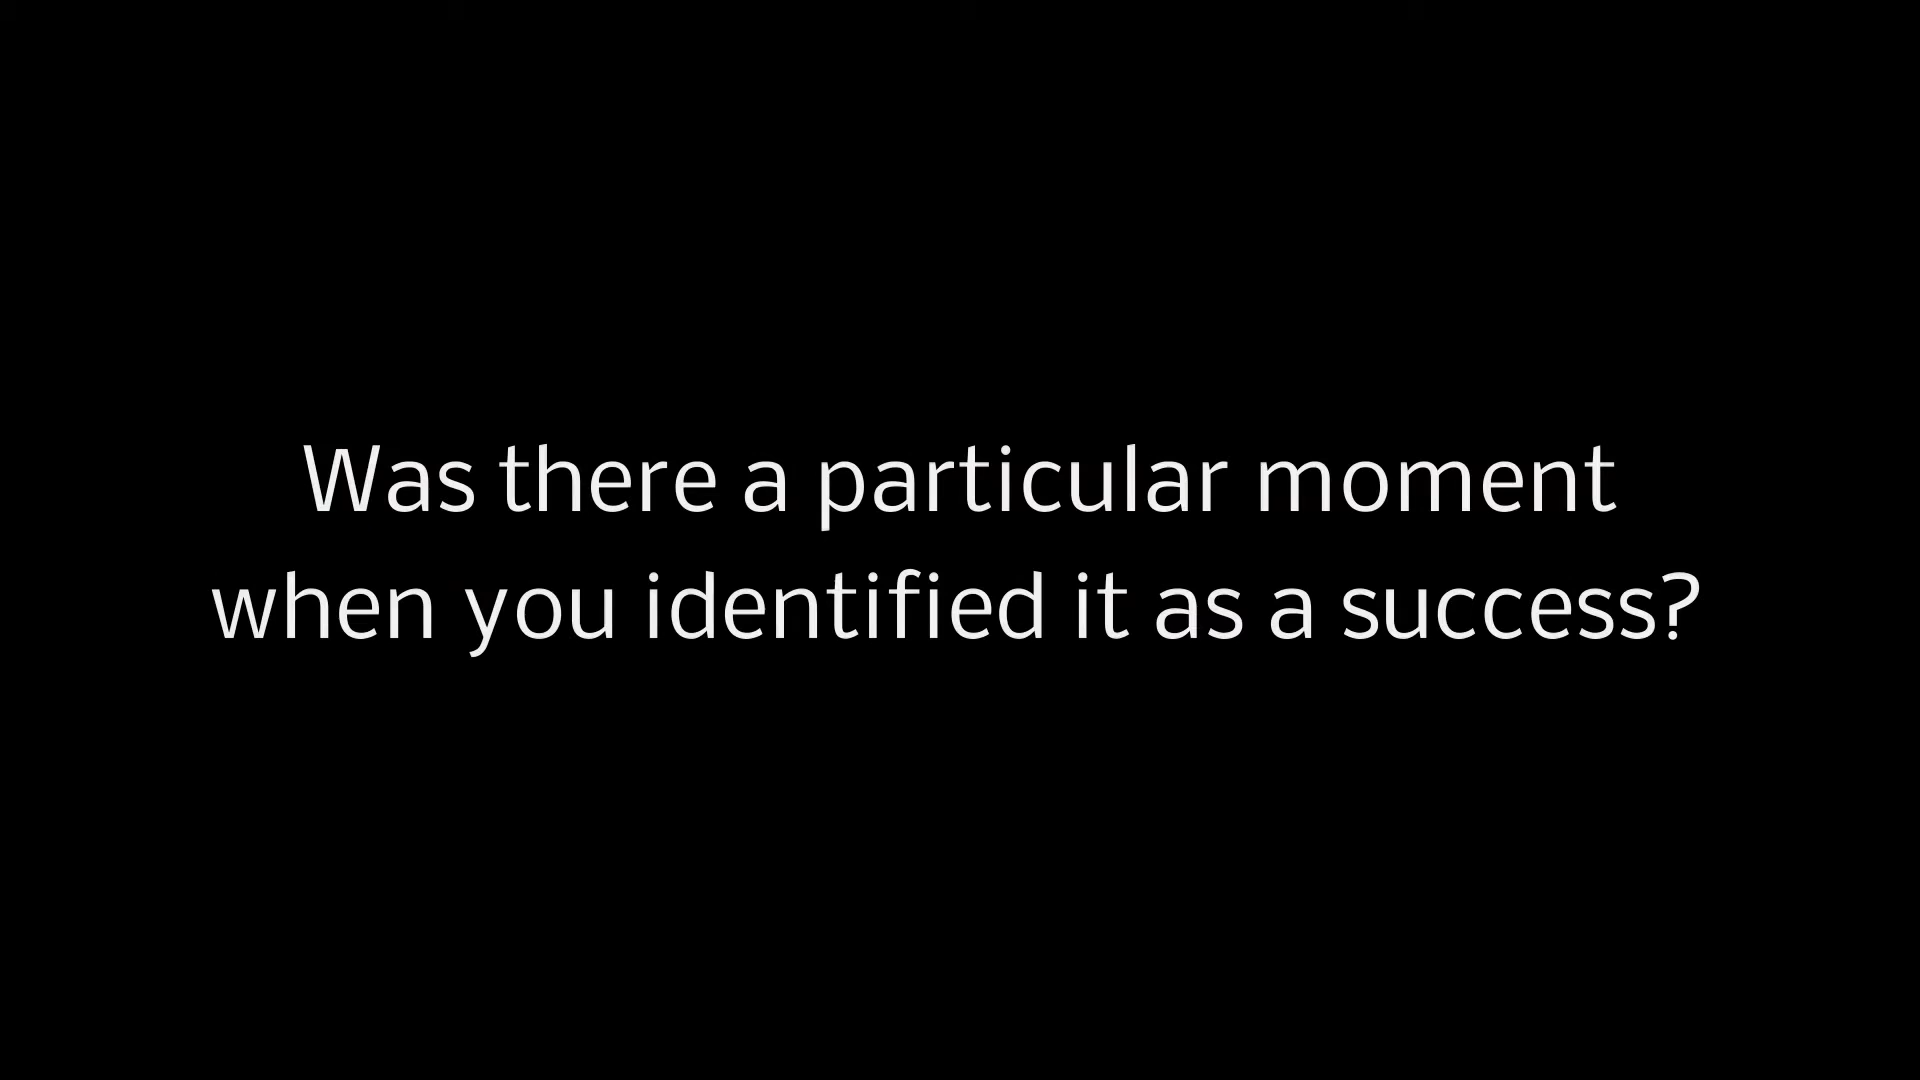 Was there a particular moment
when you identified it as a success?